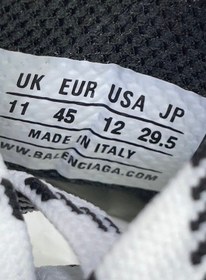 UK EUR USA JP
11 45 12 29.5
MADE IN ITALY
WWW.BALENCIAGA.COM